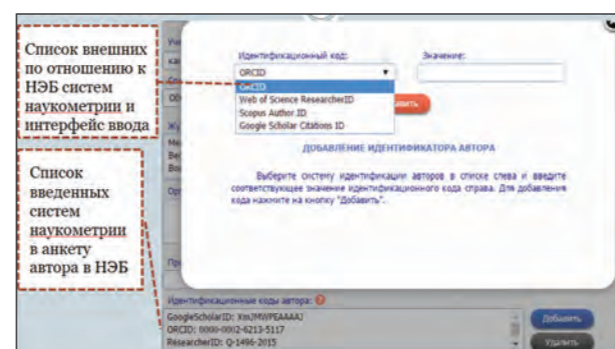 Список внешних
по отношению к
НЭБ систем
наукометрии и
интерфейс ввода
Список
введенных
систем
наукометрии
в анкету
автора в НЭБ
Идентификационный код:
Значение:
ORCID
ORCID
Web of Science ResearcherID
Scopus Author ID
Google Scholar Citations ID
ДОБАВЛЕНИЕ ИДЕНТИФИКАТОРА АВТОРА
Выберите систему идентификации авторов в списке слева и введите
соответствующее значение идентификационного кода справа. Для добавления
кода нажмите на кнопку "Добавить".
Идентификационные коды автора:
GoogleScholarID: XmJMWPEAAAAJ
ORCID: 0000-0002-6213-5117
ResearcherID: Q-1496-2015
Добавить
Удалить